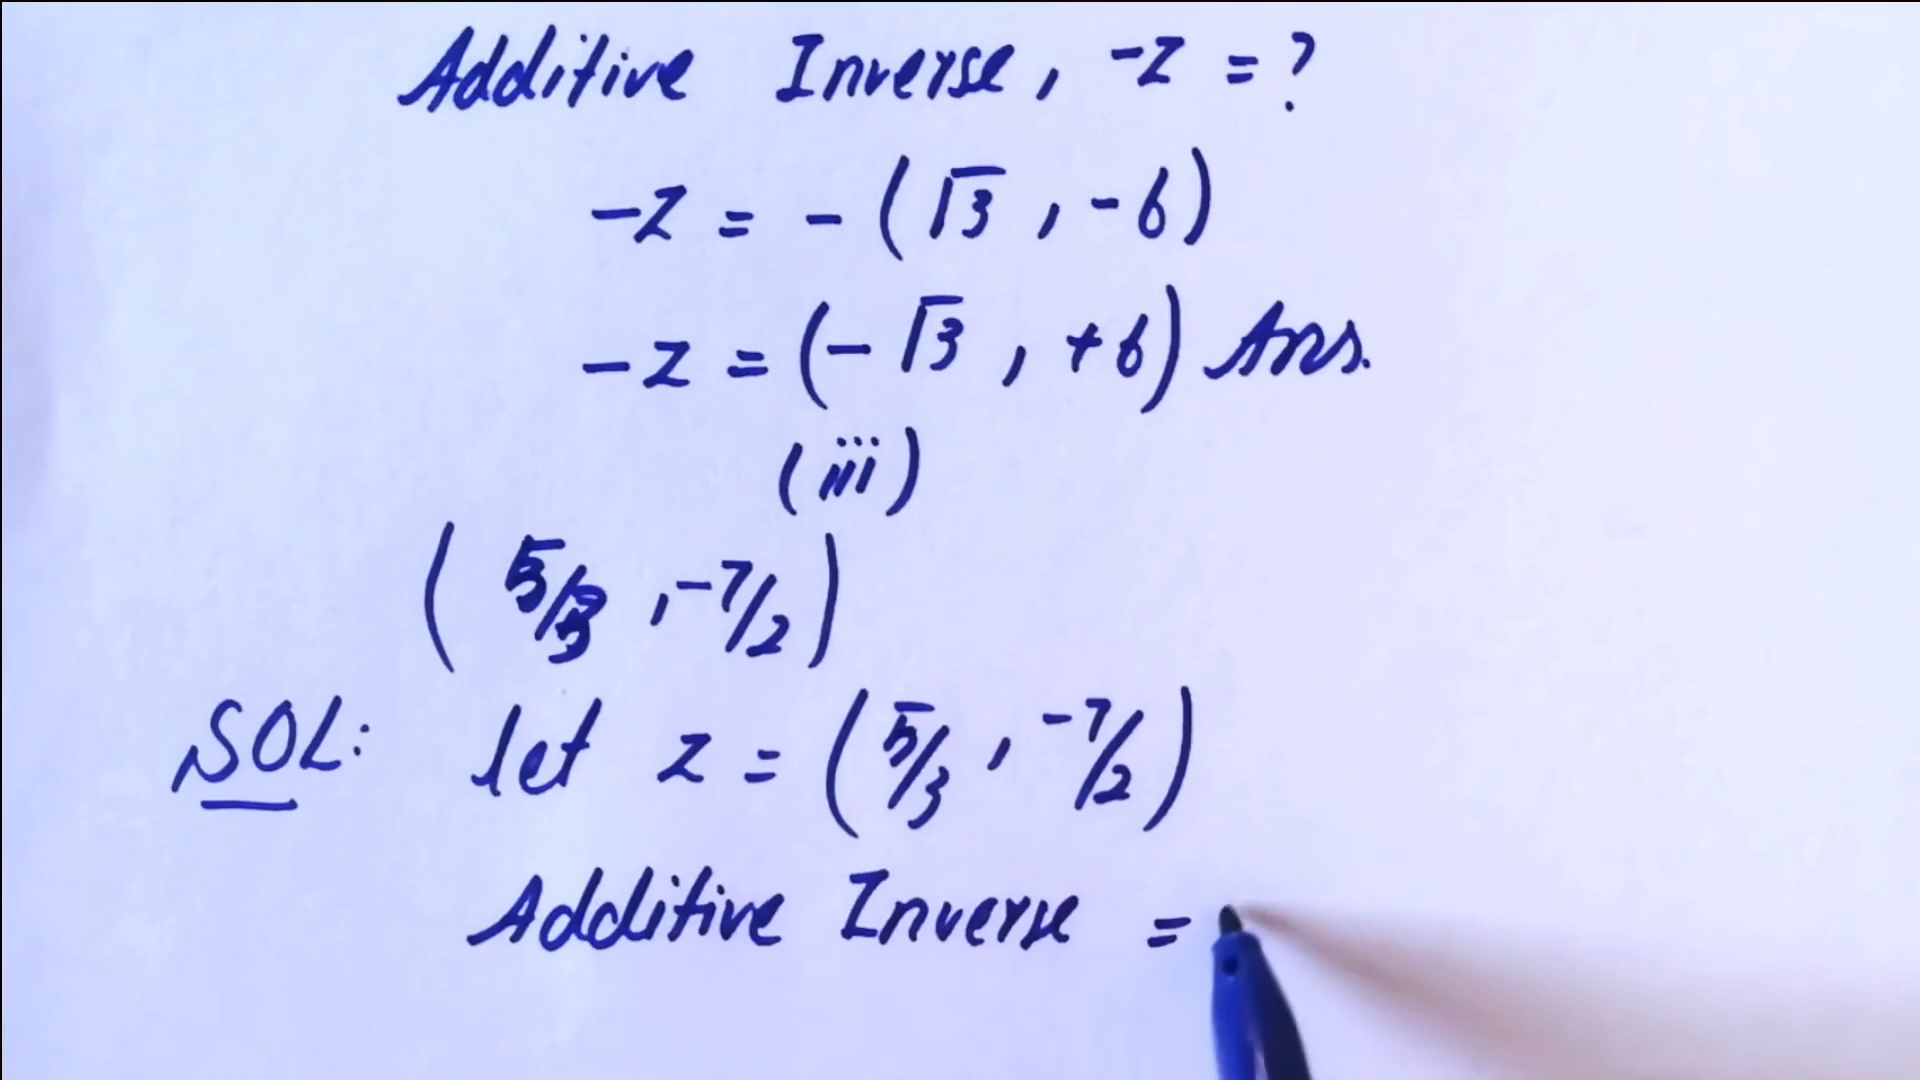 Additive Inverse, -z = ?
-z = - (√3 , -6)
-z = (-√3 , +6) Ans.
(iii)
( 5/3 , -7/2 )
SOL: let z = ( 5/3 , -7/2 )
Additive Inverse =